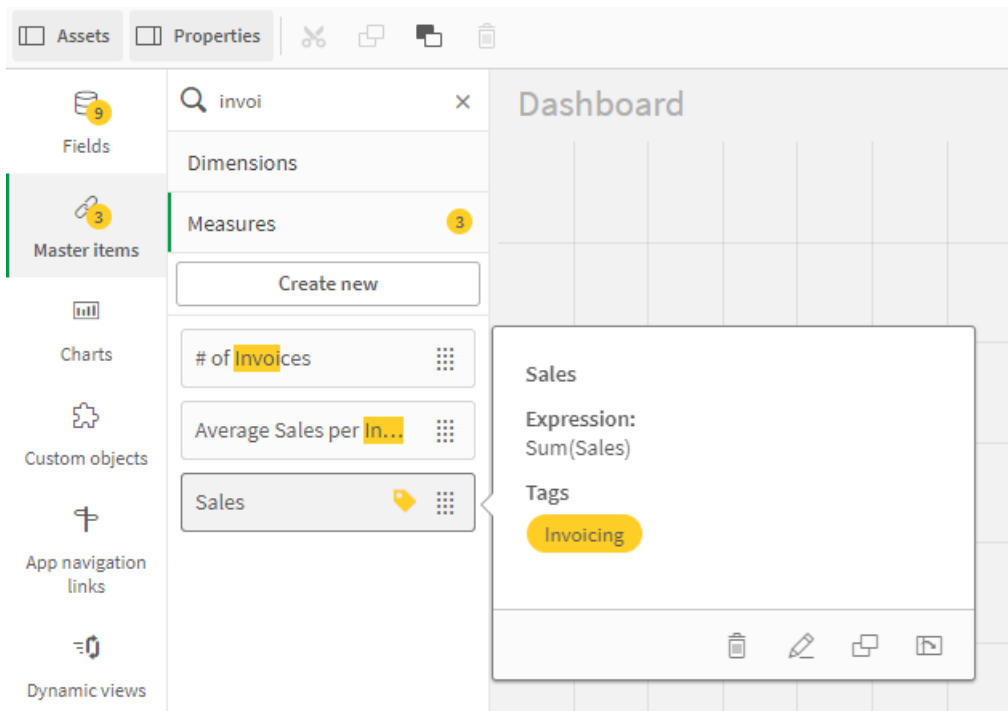 Assets Properties
9
Fields
3
Master items
Charts
Custom objects
App navigation
links
Dynamic views
invoi
Dimensions
Measures 3
Create new
# of Invoices
Average Sales per In...
Sales
Dashboard
Sales
Expression:
Sum(Sales)
Tags
Invoicing